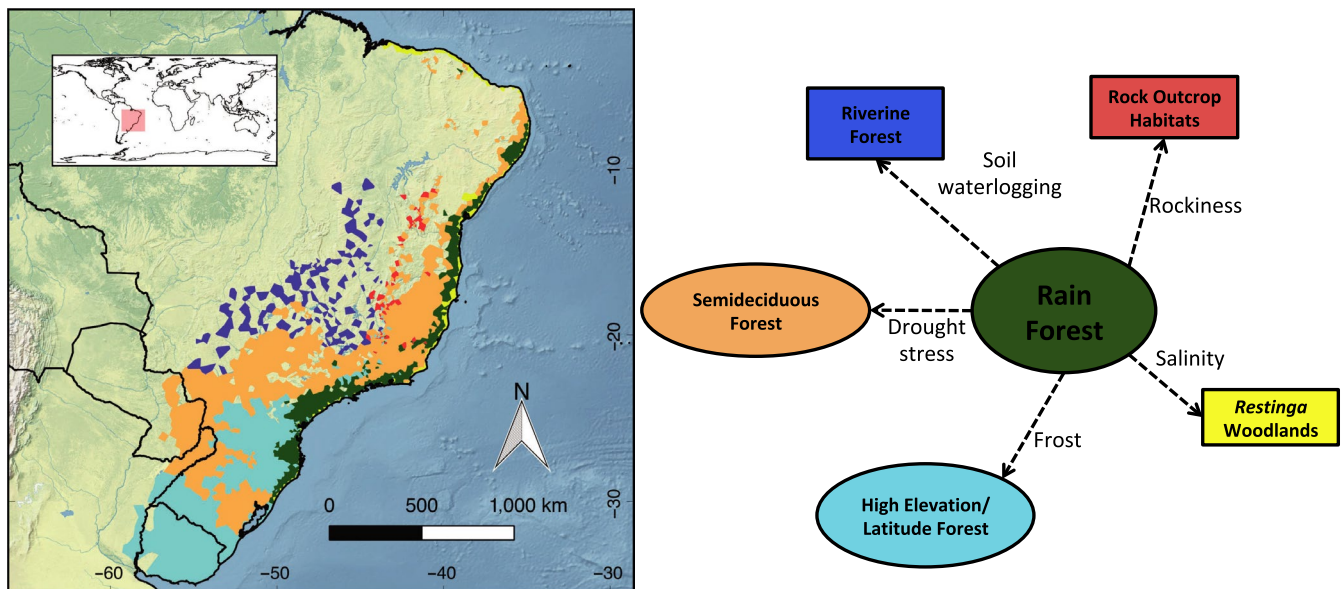 −10
−20
−30
N
0
500
1,000 km
−60
−50
−40
−30
Riverine
Forest
Rock Outcrop
Habitats
Soil
waterlogging
Rockiness
Semideciduous
Forest
Drought
stress
Rain
Forest
Salinity
Restinga
Woodlands
Frost
High Elevation/
Latitude Forest